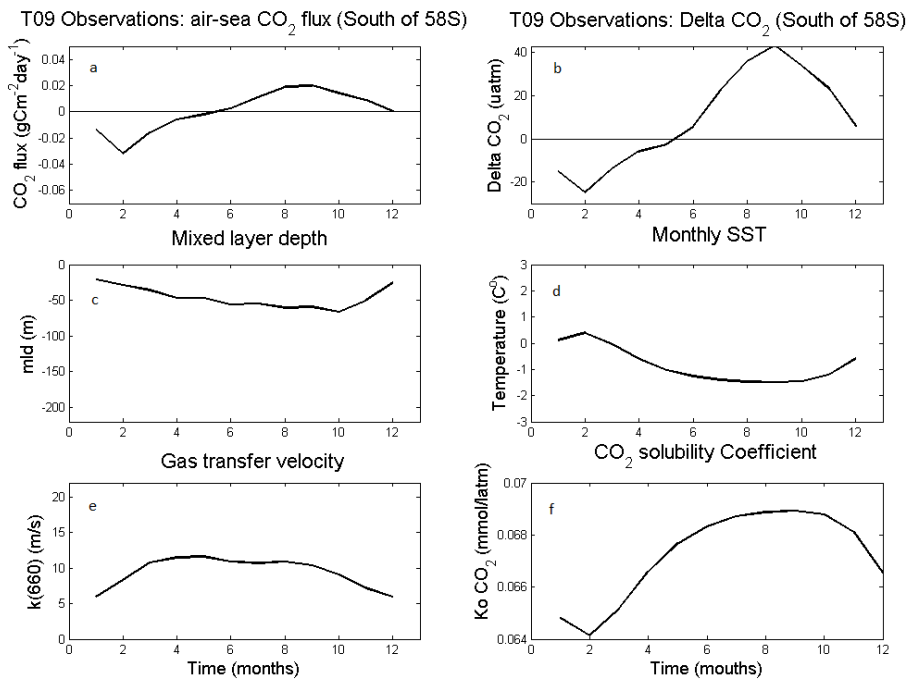 T09 Observations: air-sea CO₂ flux (South of 58S)
a
CO₂ flux (gCm⁻²day⁻¹)
0.04
0.02
0
-0.02
-0.04
-0.06
0 2 4 6 8 10 12
T09 Observations: Delta CO₂ (South of 58S)
b
Delta CO₂ (uatm)
40
20
0
-20
0 2 4 6 8 10 12
Mixed layer depth
c
mld (m)
0
-50
-100
-150
-200
0 2 4 6 8 10 12
Monthly SST
d
Temperature (C⁰)
3
2
1
0
-1
-2
-3
0 2 4 6 8 10 12
Gas transfer velocity
e
k(660) (m/s)
20
15
10
5
0
0 2 4 6 8 10 12
Time (months)
CO₂ solubility Coefficient
f
Ko CO₂ (mmol/latm)
0.07
0.068
0.066
0.064
0 2 4 6 8 10 12
Time (mouths)